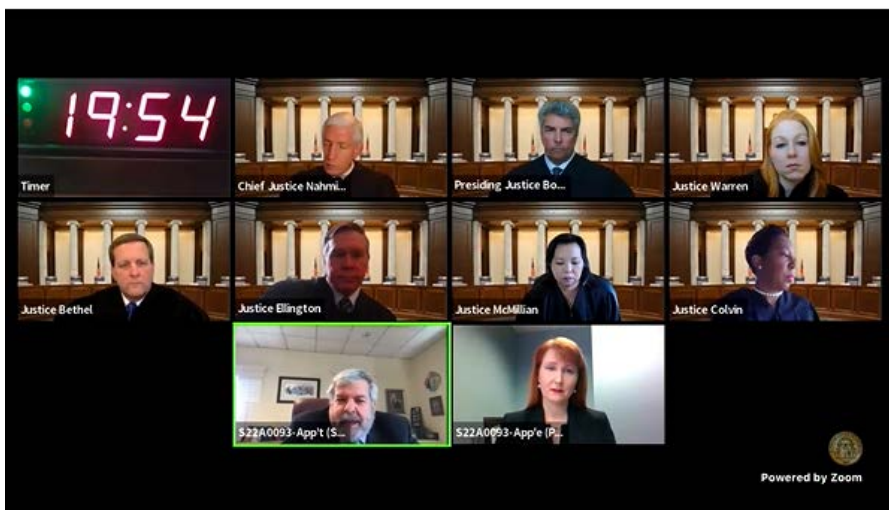 19:54
Timer
Chief Justice Nahmi...
Presiding Justice Bo...
Justice Warren
Justice Bethel
Justice Ellington
Justice McMillian
Justice Colvin
S22A0093-App't (S...
S22A0093-App'e (P...
Powered by Zoom